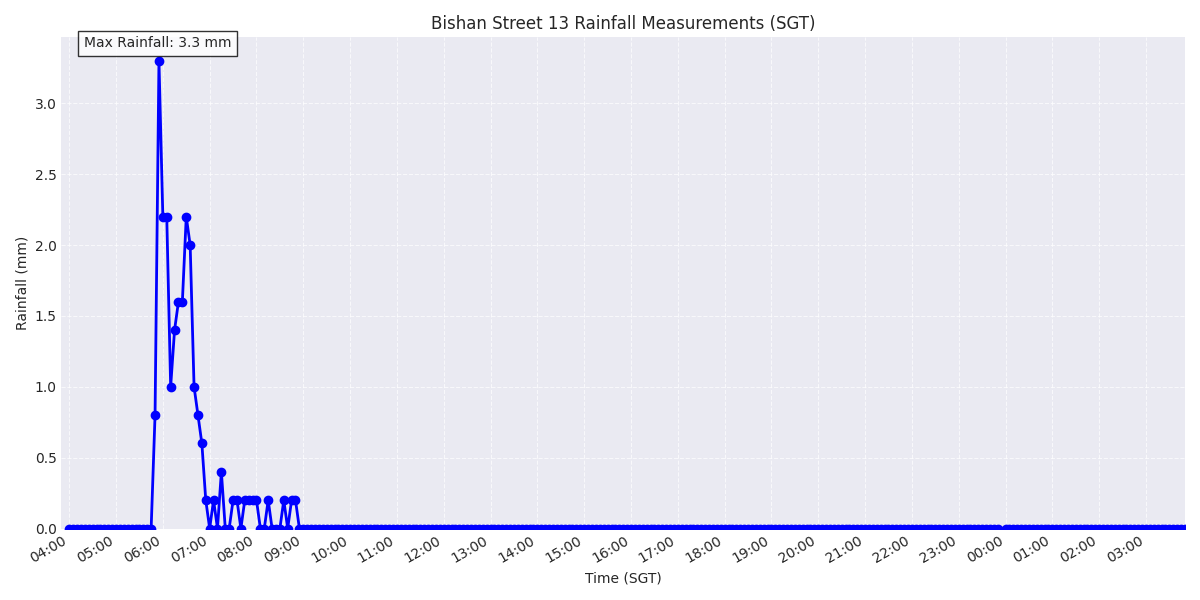 Bishan Street 13 Rainfall Measurements (SGT)
Max Rainfall: 3.3 mm
Rainfall (mm)
3.0
2.5
2.0
1.5
1.0
0.5
0.0
04:00 05:00 06:00 07:00 08:00 09:00 10:00 11:00 12:00 13:00 14:00 15:00 16:00 17:00 18:00 19:00 20:00 21:00 22:00 23:00 00:00 01:00 02:00 03:00
Time (SGT)